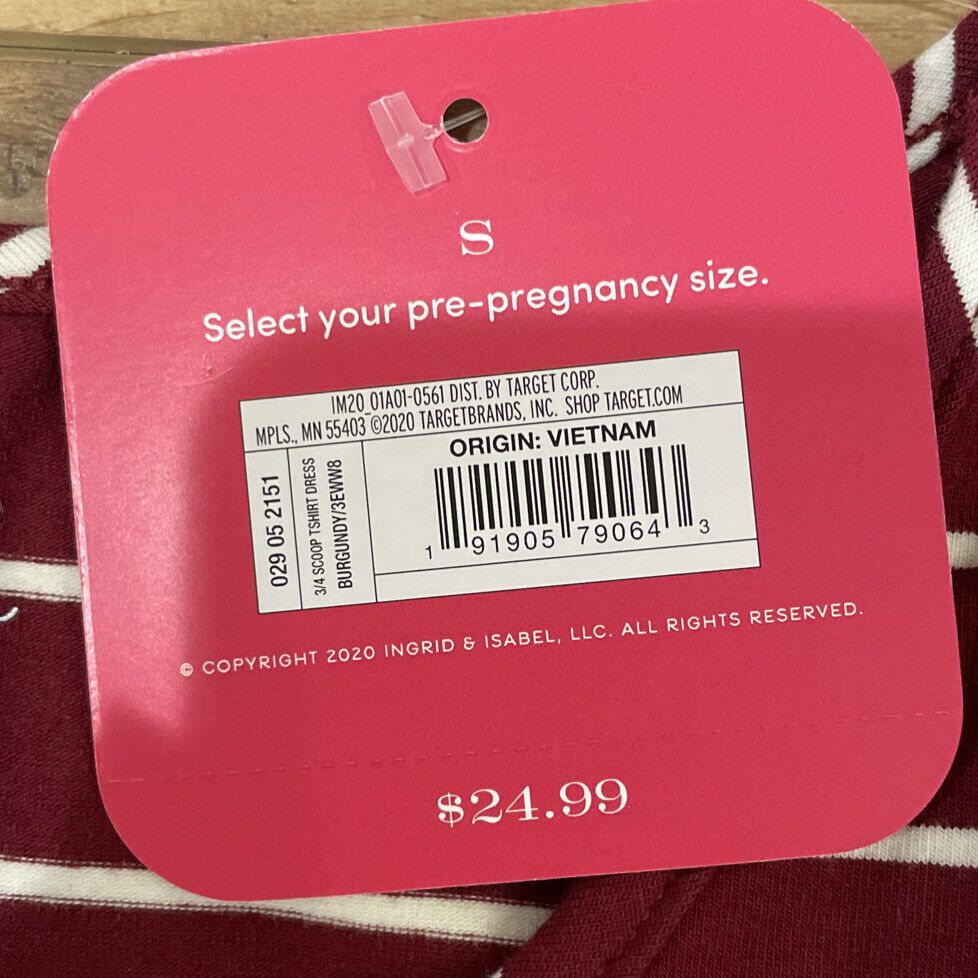 S
Select your pre-pregnancy size.
IM20_01A01-0561 DIST. BY TARGET CORP.
MPLS., MN 55403 ©2020 TARGETBRANDS, INC. SHOP TARGET.COM
029 05 2151
3/4 SCOOP TSHIRT DRESS
BURGUNDY/3EWW8
ORIGIN: VIETNAM
1 91905 79064 3
© COPYRIGHT 2020 INGRID & ISABEL, LLC. ALL RIGHTS RESERVED.
$24.99